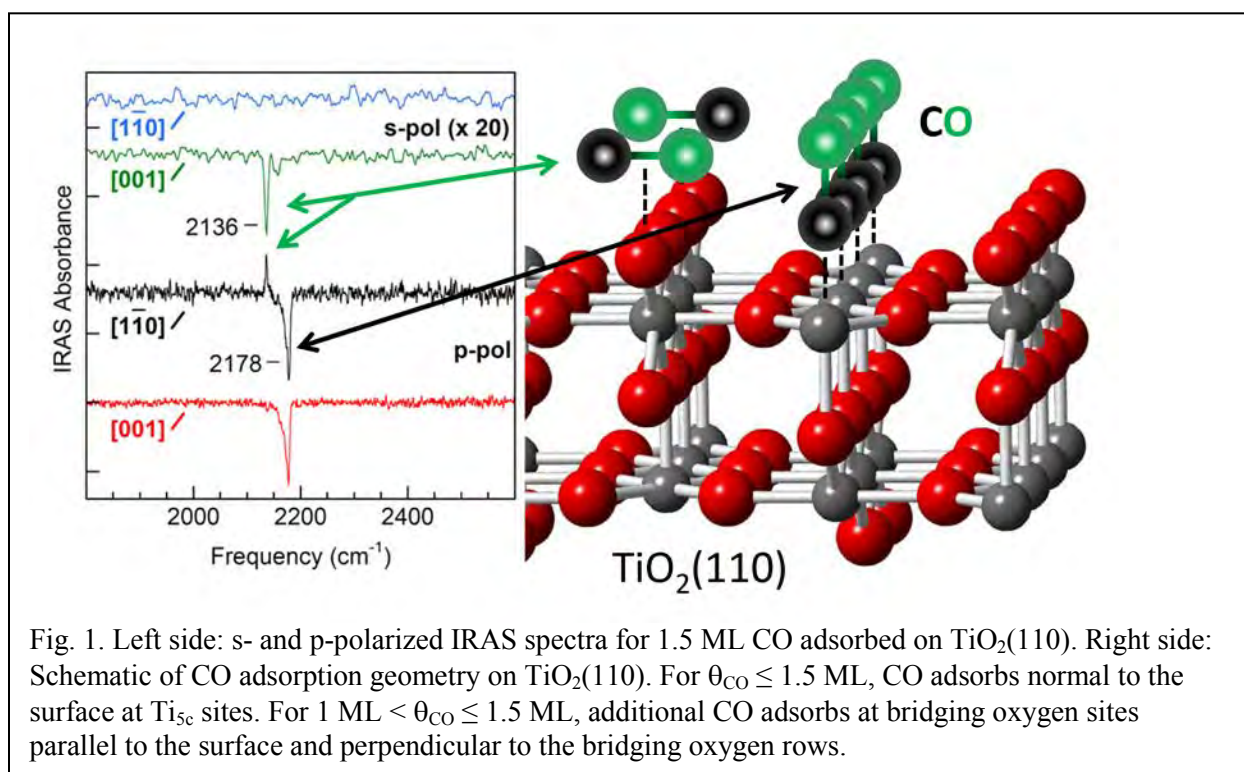 [11̄0]
s-pol (x 20)
[001]
2136
IRAS Absorbance
[11̄0]
2178
p-pol
[001]
2000
2200
2400
Frequency (cm⁻¹)
CO
TiO₂(110)
Fig. 1. Left side: s- and p-polarized IRAS spectra for 1.5 ML CO adsorbed on TiO₂(110). Right side:
Schematic of CO adsorption geometry on TiO₂(110). For θ_CO ≤ 1.5 ML, CO adsorbs normal to the
surface at Ti₅c sites. For 1 ML < θ_CO ≤ 1.5 ML, additional CO adsorbs at bridging oxygen sites
parallel to the surface and perpendicular to the bridging oxygen rows.